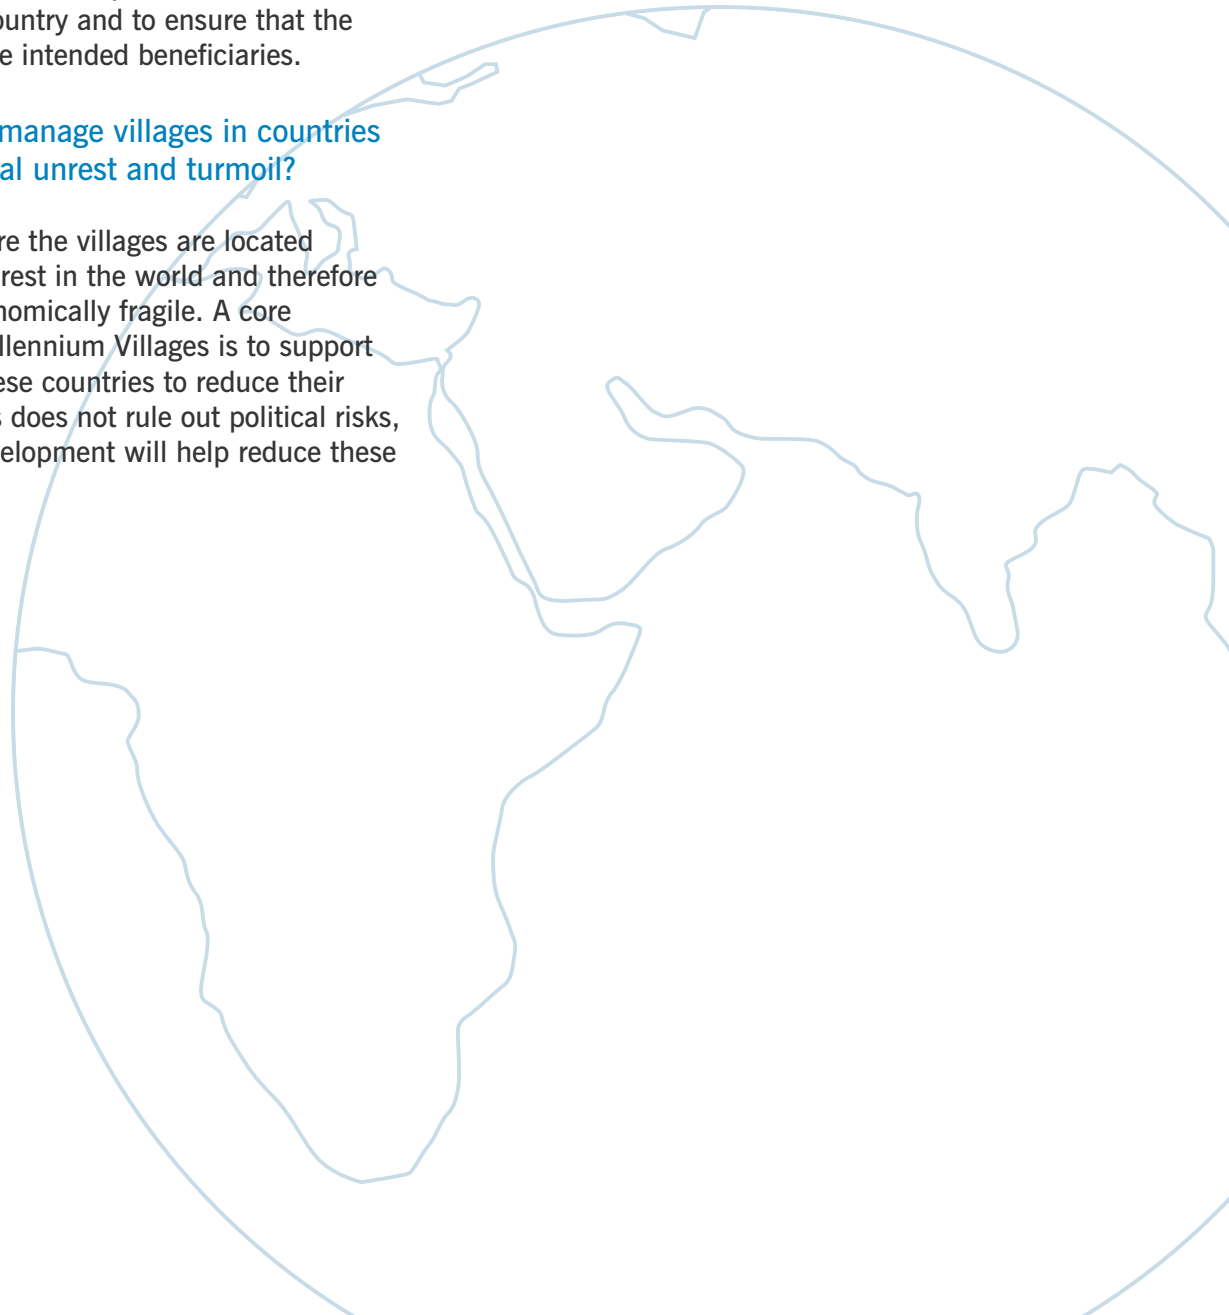 ountry and to ensure that the
e intended beneficiaries.
manage villages in countries
al unrest and turmoil?
re the villages are located
rest in the world and therefore
nomically fragile. A core
llennium Villages is to support
ese countries to reduce their
s does not rule out political risks,
velopment will help reduce these